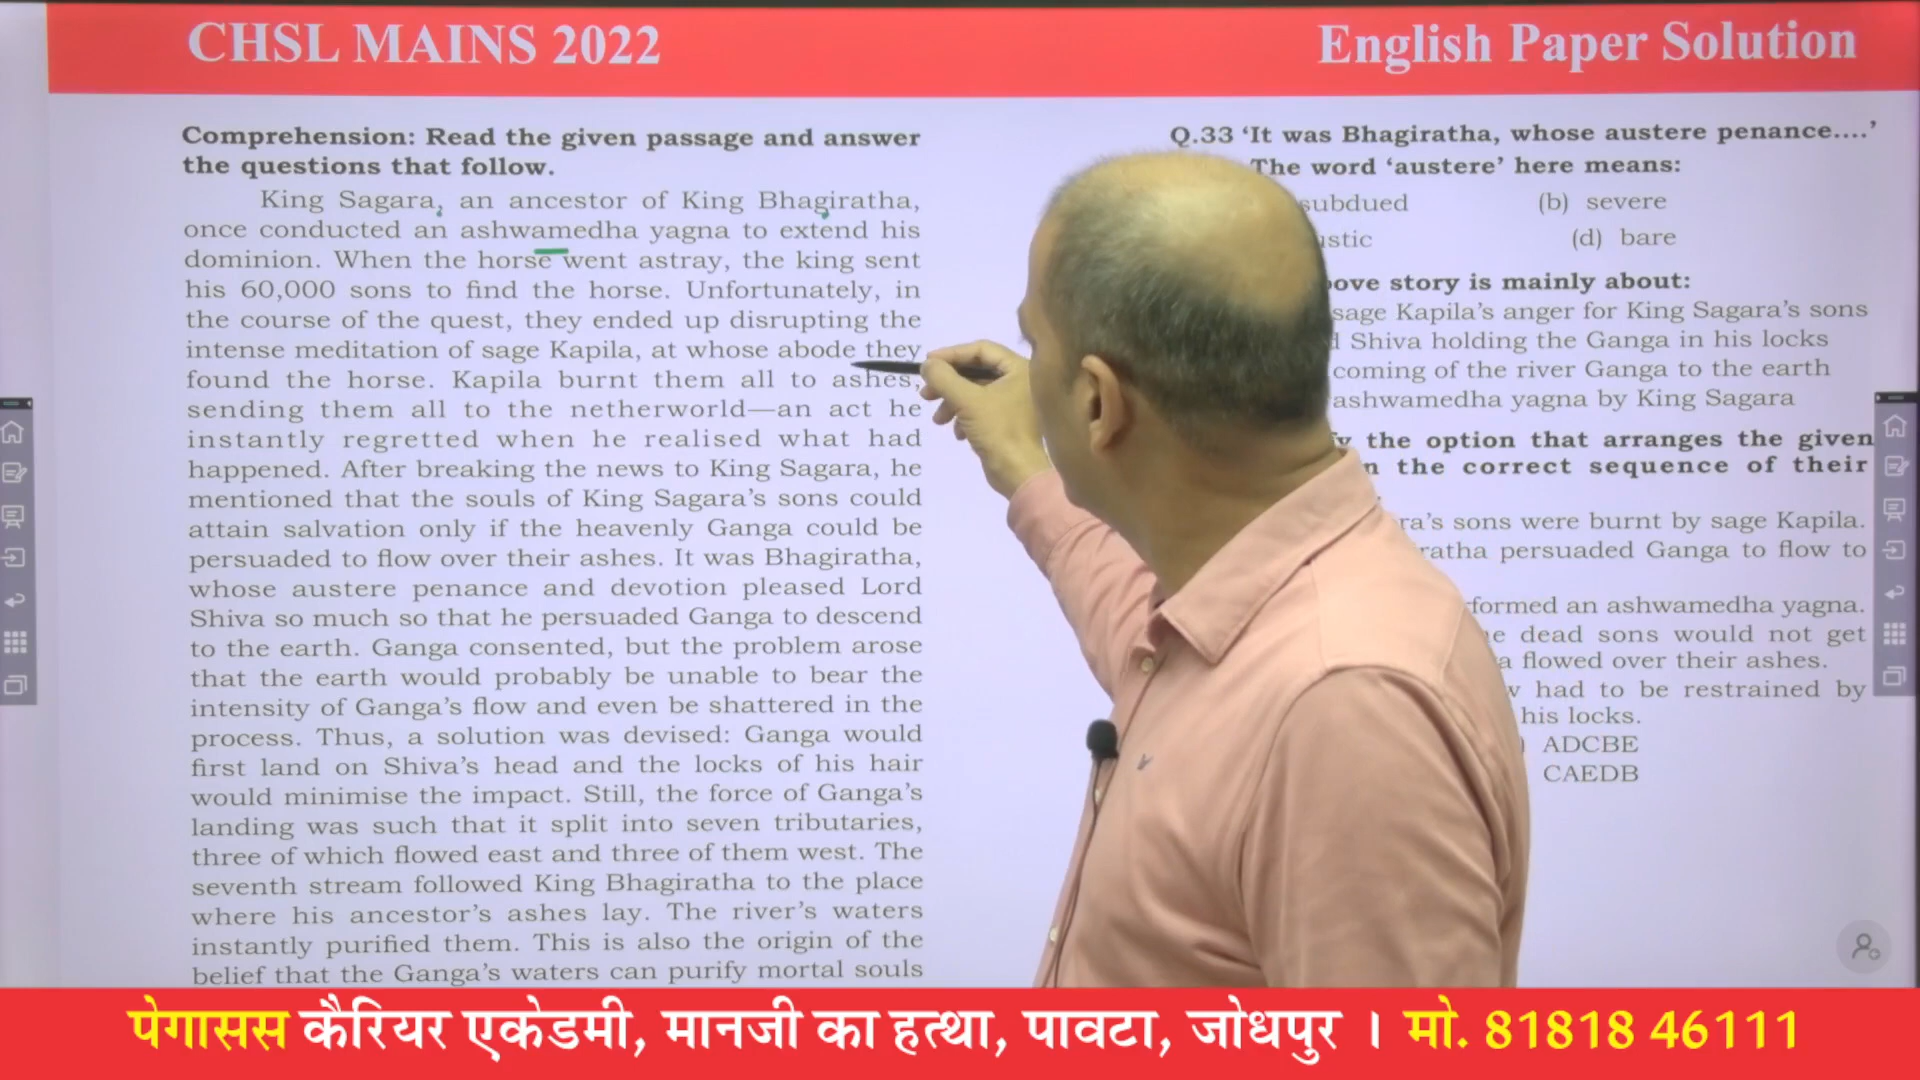 CHSL MAINS 2022
English Paper Solution
Comprehension: Read the given passage and answer
the questions that follow.
King Sagara, an ancestor of King Bhagiratha,
once conducted an ashwamedha yagna to extend his
dominion. When the horse went astray, the king sent
his 60,000 sons to find the horse. Unfortunately, in
the course of the quest, they ended up disrupting the
intense meditation of sage Kapila, at whose abode they
found the horse. Kapila burnt them all to ashes,
sending them all to the netherworld—an act he
instantly regretted when he realised what had
happened. After breaking the news to King Sagara, he
mentioned that the souls of King Sagara's sons could
attain salvation only if the heavenly Ganga could be
persuaded to flow over their ashes. It was Bhagiratha,
whose austere penance and devotion pleased Lord
Shiva so much so that he persuaded Ganga to descend
to the earth. Ganga consented, but the problem arose
that the earth would probably be unable to bear the
intensity of Ganga's flow and even be shattered in the
process. Thus, a solution was devised: Ganga would
first land on Shiva's head and the locks of his hair
would minimise the impact. Still, the force of Ganga's
landing was such that it split into seven tributaries,
three of which flowed east and three of them west. The
seventh stream followed King Bhagiratha to the place
where his ancestor's ashes lay. The river's waters
instantly purified them. This is also the origin of the
belief that the Ganga's waters can purify mortal souls
Q.33 'It was Bhagiratha, whose austere penance....'
The word 'austere' here means:
subdued (b) severe
(d) bare
story is mainly about:
sage Kapila's anger for King Sagara's sons
Shiva holding the Ganga in his locks
coming of the river Ganga to the earth
ashwamedha yagna by King Sagara
the option that arranges the given
the correct sequence of their
sons were burnt by sage Kapila.
persuaded Ganga to flow to
an ashwamedha yagna.
dead sons would not get
flowed over their ashes.
had to be restrained by
his locks.
ADCBE
CAEDB
पेगासस कैरियर एकेडमी, मानजी का हत्था, पावटा, जोधपुर । मो. 81818 46111